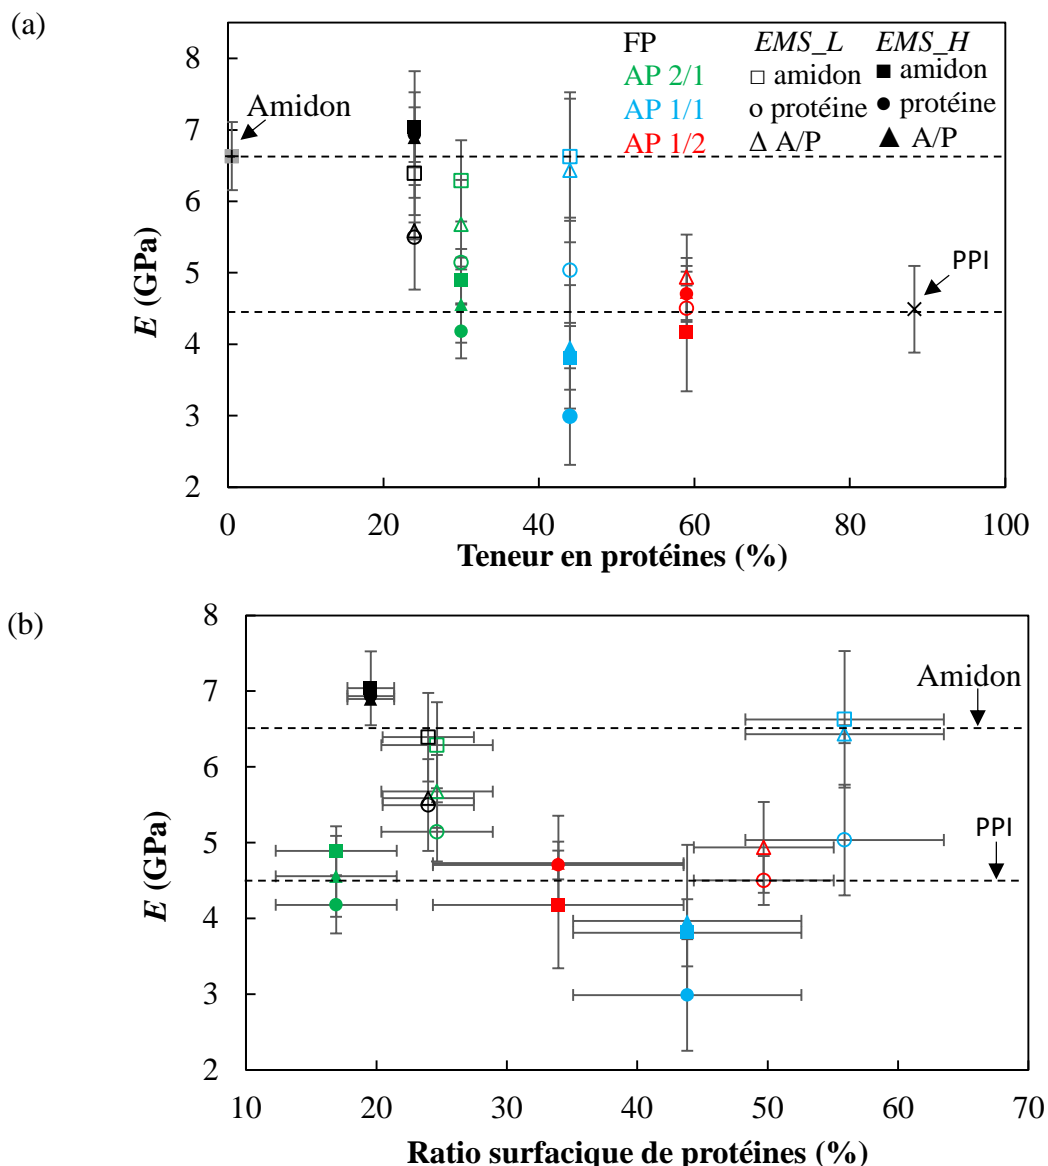 (a)
FP EMS_L EMS_H
AP 2/1 □ amidon ■ amidon
AP 1/1 o protéine ● protéine
AP 1/2 Δ A/P ▲ A/P
Amidon
PPI
8
7
6
5
4
3
2
E (GPa)
0 20 40 60 80 100
Teneur en protéines (%)
(b)
8
7
6
5
4
3
2
E (GPa)
Amidon
PPI
10 20 30 40 50 60 70
Ratio surfacique de protéines (%)